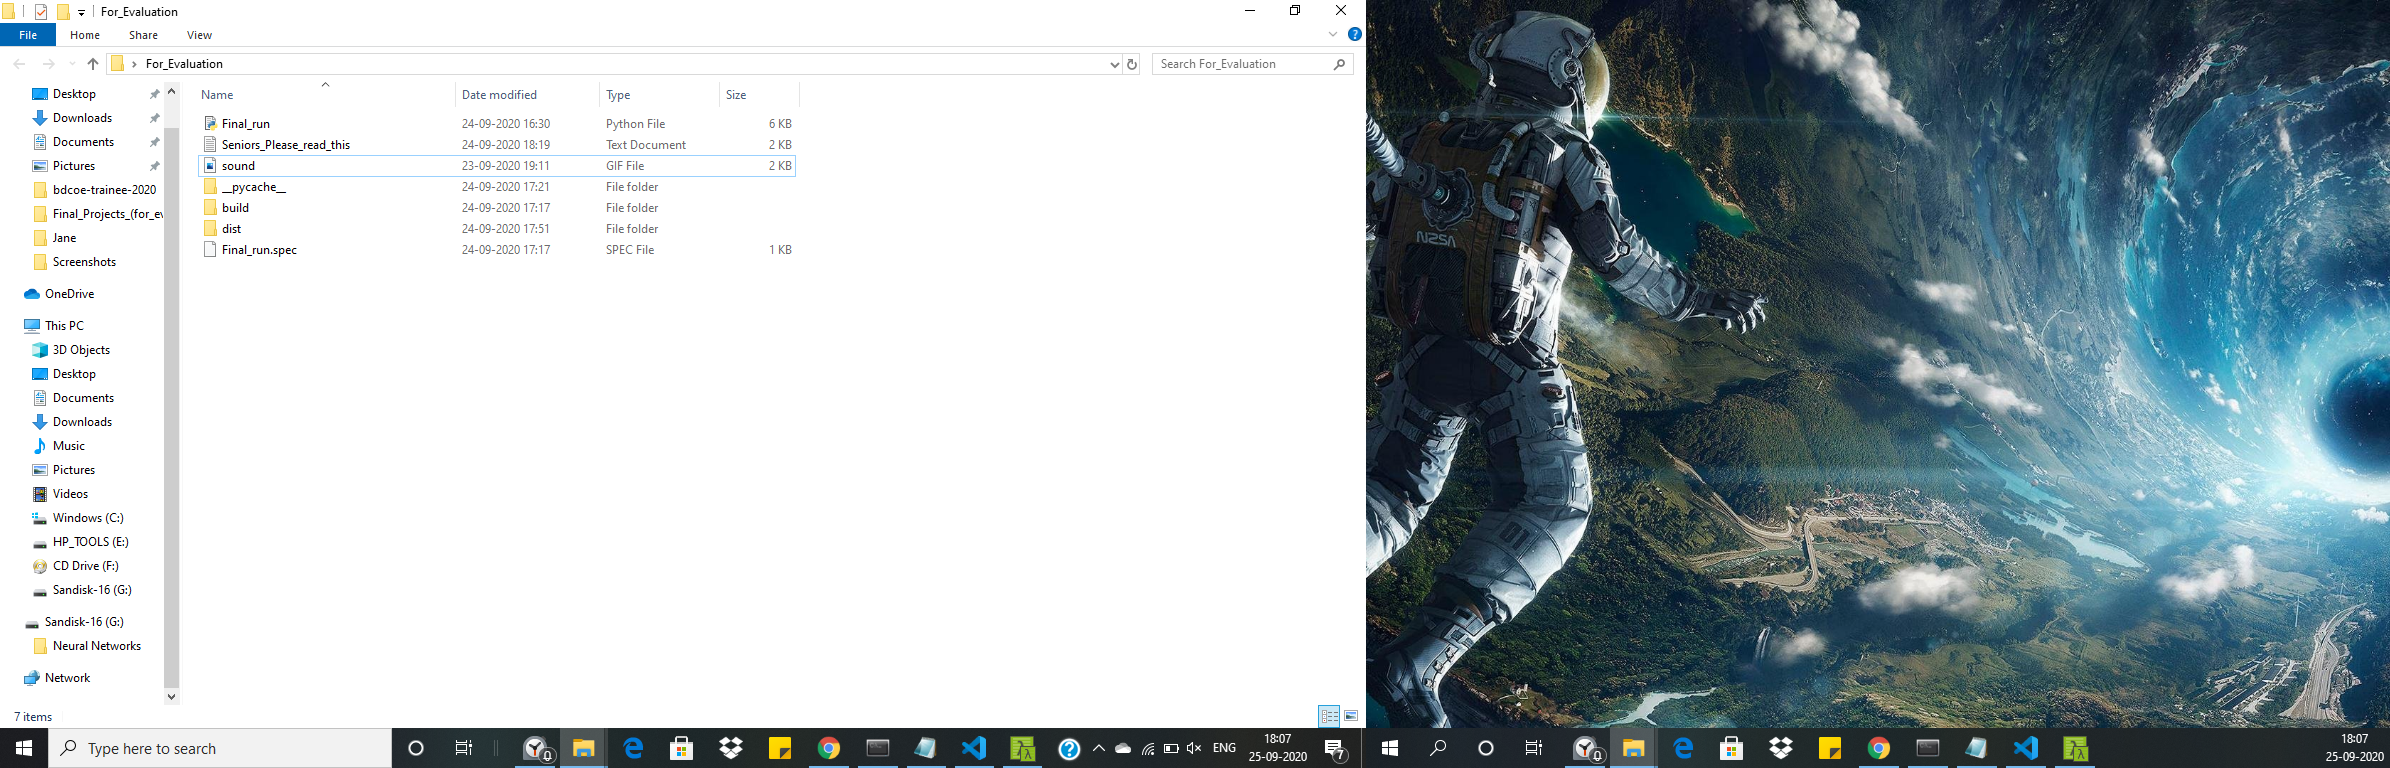 For_Evaluation
File Home Share View
For_Evaluation
Search For_Evaluation
Name Date modified Type Size
Final_run 24-09-2020 16:30 Python File 6 KB
Seniors_Please_read_this 24-09-2020 18:19 Text Document 2 KB
sound 23-09-2020 19:11 GIF File 2 KB
__pycache__ 24-09-2020 17:21 File folder
build 24-09-2020 17:17 File folder
dist 24-09-2020 17:51 File folder
Final_run.spec 24-09-2020 17:17 SPEC File 1 KB
Desktop
Downloads
Documents
Pictures
bdcoe-trainee-2020
Final_Projects_(for_ev
Jane
Screenshots
OneDrive
This PC
3D Objects
Desktop
Documents
Downloads
Music
Pictures
Videos
Windows (C:)
HP_TOOLS (E:)
CD Drive (F:)
Sandisk-16 (G:)
Sandisk-16 (G:)
Neural Networks
Network
7 items
Type here to search
0
ENG
18:07
25-09-2020
7
0
18:07
25-09-2020
01